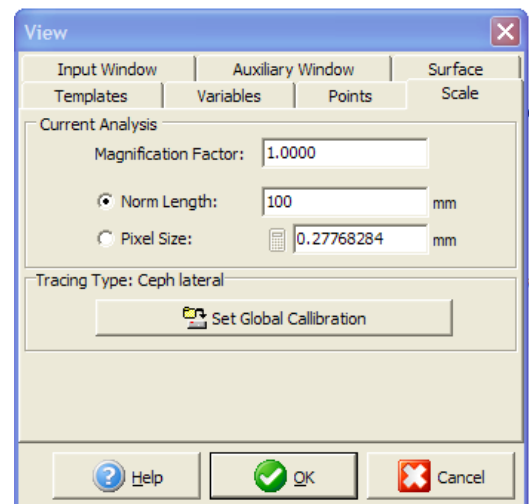 View
Input Window Auxiliary Window Surface
Templates Variables Points Scale
Current Analysis
Magnification Factor: 1.0000
Norm Length: 100 mm
Pixel Size: 0.27768284 mm
Tracing Type: Ceph lateral
Set Global Callibration
Help OK Cancel